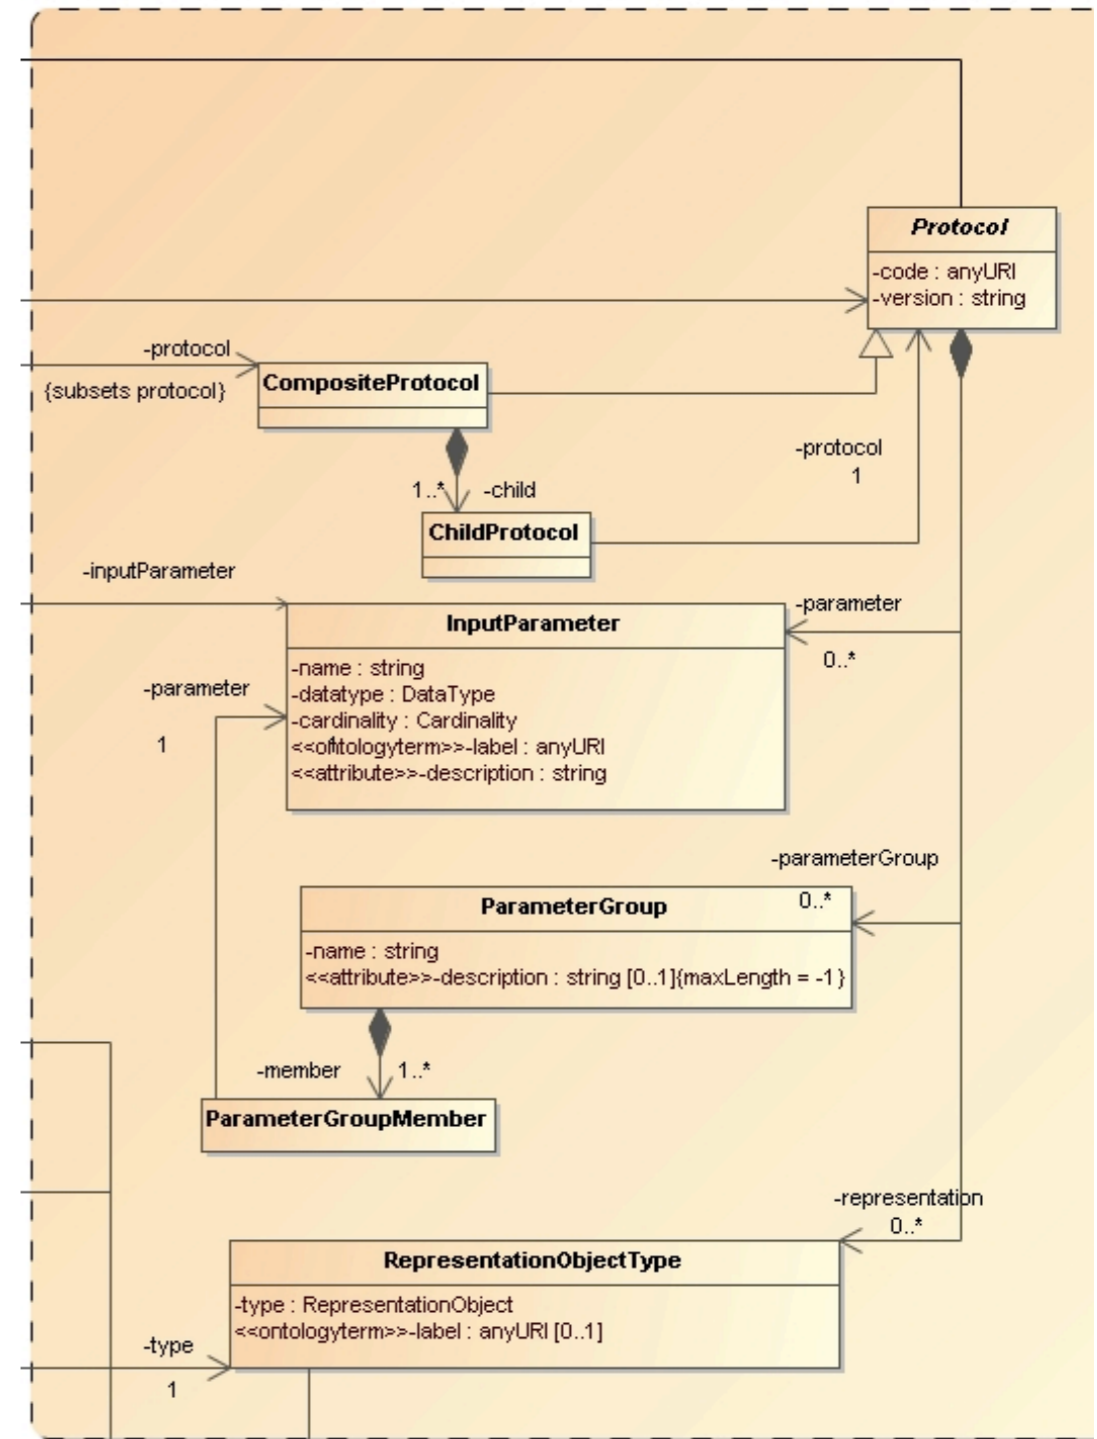 Protocol
-code : anyURI
-version : string
-protocol
{subsets protocol}
CompositeProtocol
-protocol
1
1..*
-child
ChildProtocol
-inputParameter
InputParameter
-name : string
-datatype : DataType
-cardinality : Cardinality
<<ontologyterm>>-label : anyURI
<<attribute>>-description : string
-parameter
0..*
-parameter
1
-parameterGroup
0..*
ParameterGroup
-name : string
<<attribute>>-description : string [0..1]{maxLength = -1}
-member
1..*
ParameterGroupMember
-representation
0..*
RepresentationObjectType
-type : RepresentationObject
<<ontologyterm>>-label : anyURI [0..1]
-type
1